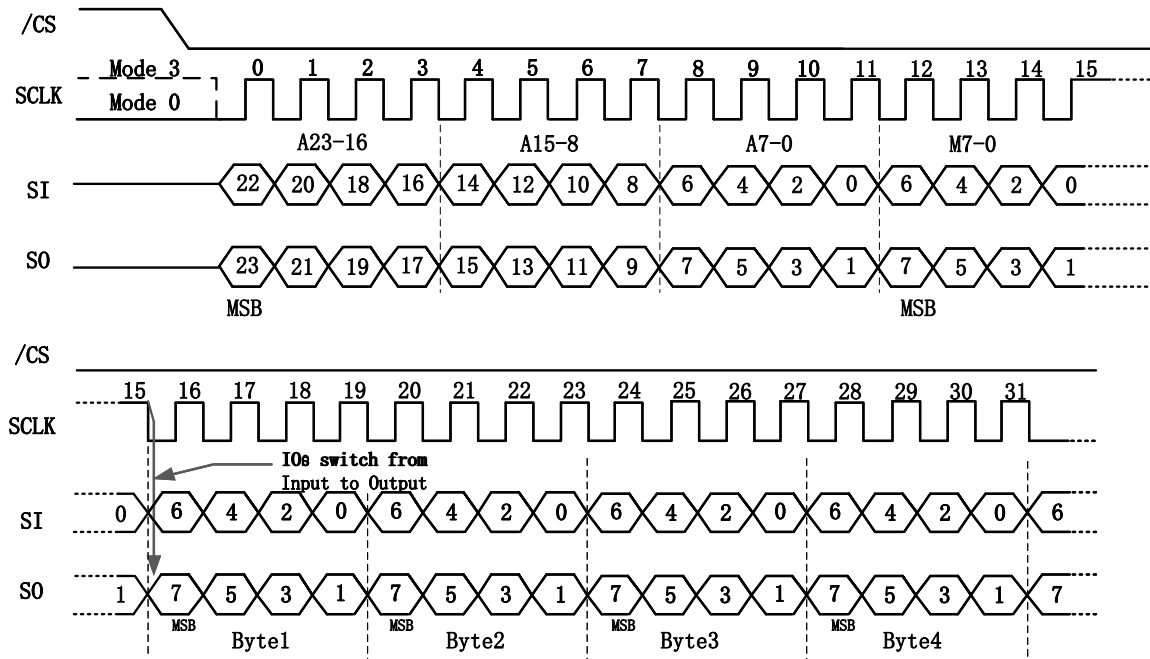 /CS
Mode 3 0 1 2 3 4 5 6 7 8 9 10 11 12 13 14 15
SCLK
Mode 0
A23-16 A15-8 A7-0 M7-0
SI 22 20 18 16 14 12 10 8 6 4 2 0 6 4 2 0
SO 23 21 19 17 15 13 11 9 7 5 3 1 7 5 3 1
MSB MSB
/CS
15 16 17 18 19 20 21 22 23 24 25 26 27 28 29 30 31
SCLK
IOs switch from
Input to Output
SI 0 6 4 2 0 6 4 2 0 6 4 2 0 6 4 2 0 6
SO 1 7 5 3 1 7 5 3 1 7 5 3 1 7 5 3 1 7
MSB MSB MSB MSB
Byte1 Byte2 Byte3 Byte4